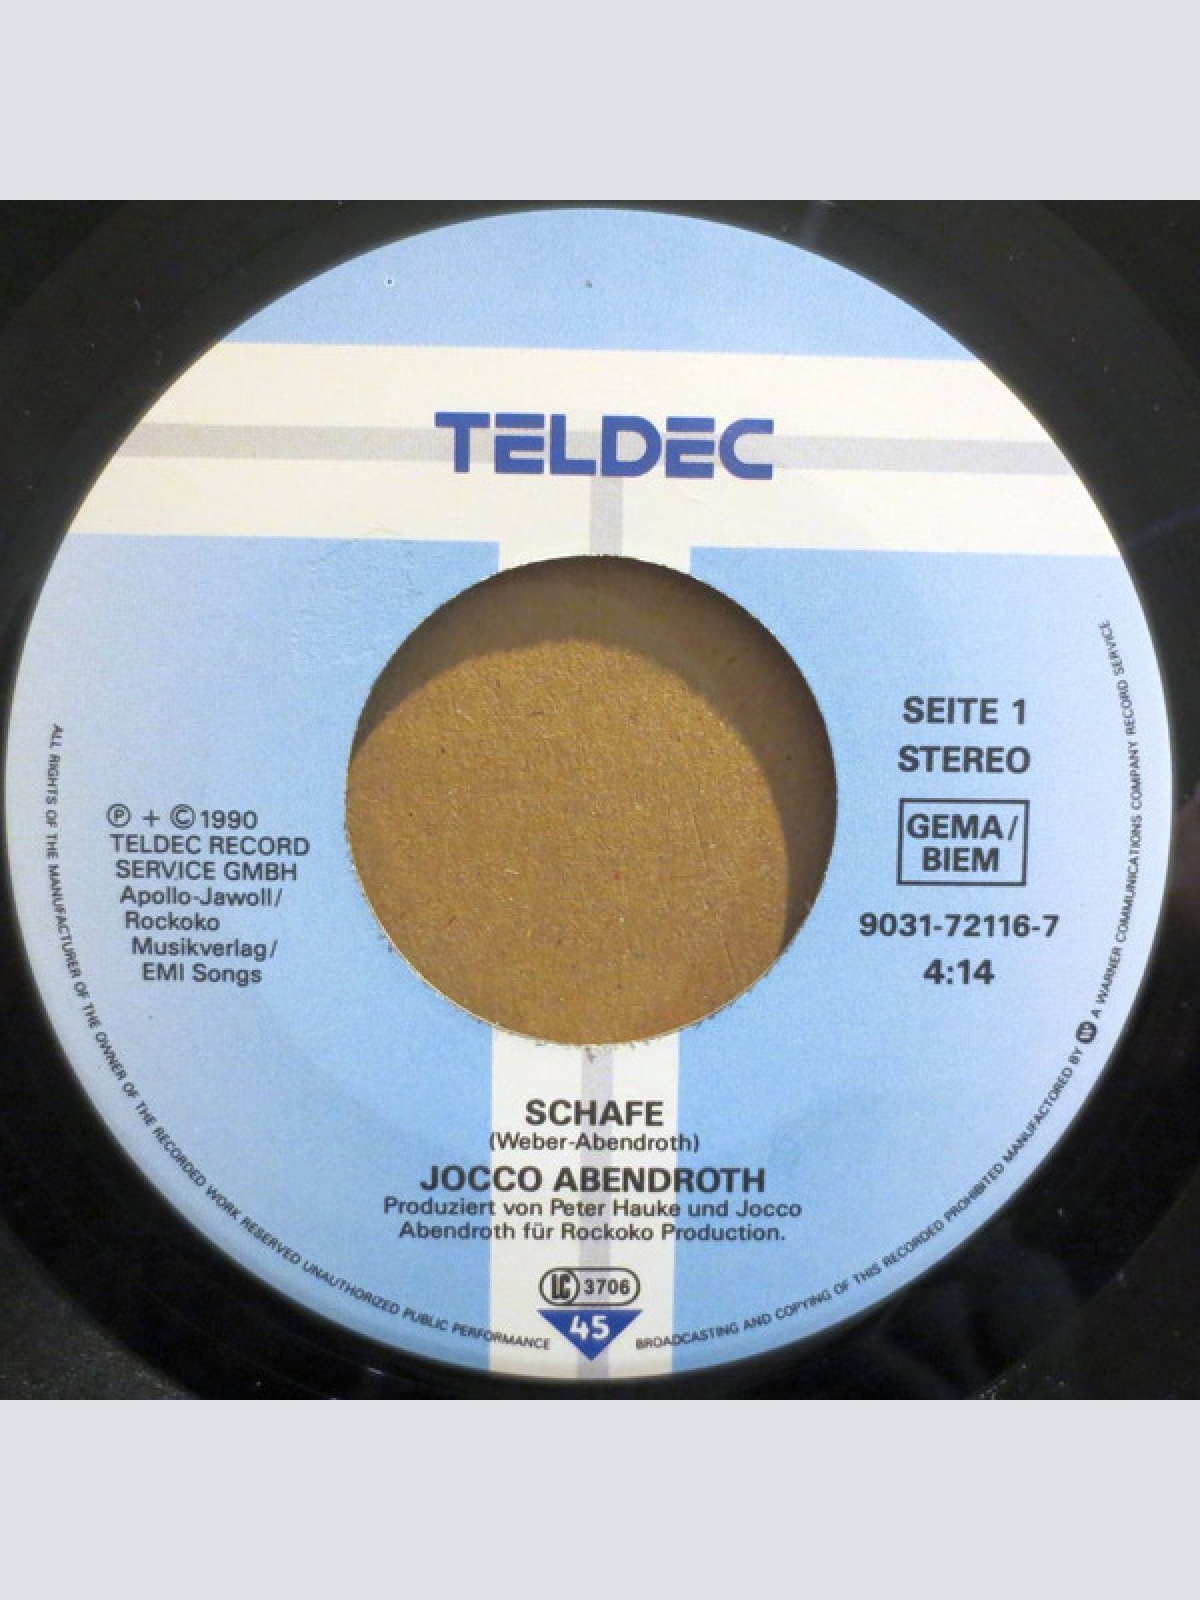 TELDEC
SEITE 1
STEREO
GEMA/
BIEM
9031-72116-7
4:14
Ⓟ + Ⓒ 1990
TELDEC RECORD
SERVICE GMBH
Apollo-Jawoll/
Rockoko
Musikverlag/
EMI Songs
SCHAFE
(Weber-Abendroth)
JOCCO ABENDROTH
Produziert von Peter Hauke und Jocco
Abendroth für Rockoko Production.
LC 3706
45
ALL RIGHTS OF THE MANUFACTURER OF THE OWNER OF THE RECORDED WORK RESERVED UNAUTHORIZED PUBLIC PERFORMANCE BROADCASTING AND COPYING OF THIS RECORDED PROHIBITED MANUFACTORED BY W A WARNER COMMUNICATIONS COMPANY RECORD SERVICE